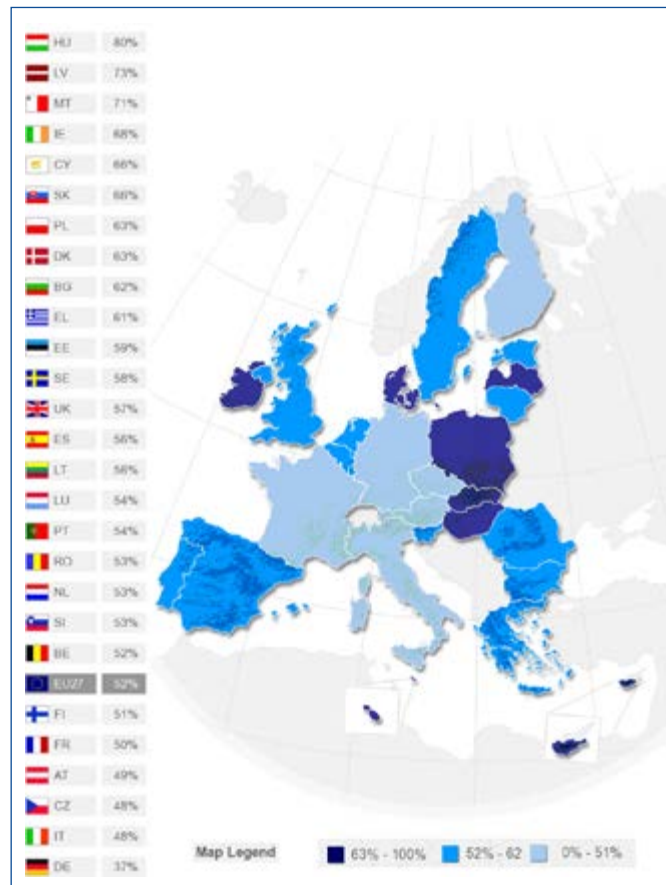 HU 80%
LV 73%
MT 71%
IE 68%
CY 66%
SK 66%
PL 63%
DK 63%
BG 62%
EL 61%
EE 59%
SE 58%
UK 57%
ES 56%
LT 56%
LU 54%
PT 54%
RO 53%
NL 53%
SI 53%
BE 52%
EU27 52%
FI 51%
FR 50%
AT 49%
CZ 48%
IT 48%
DE 37%
Map Legend 63% - 100% 52% - 62 0% - 51%